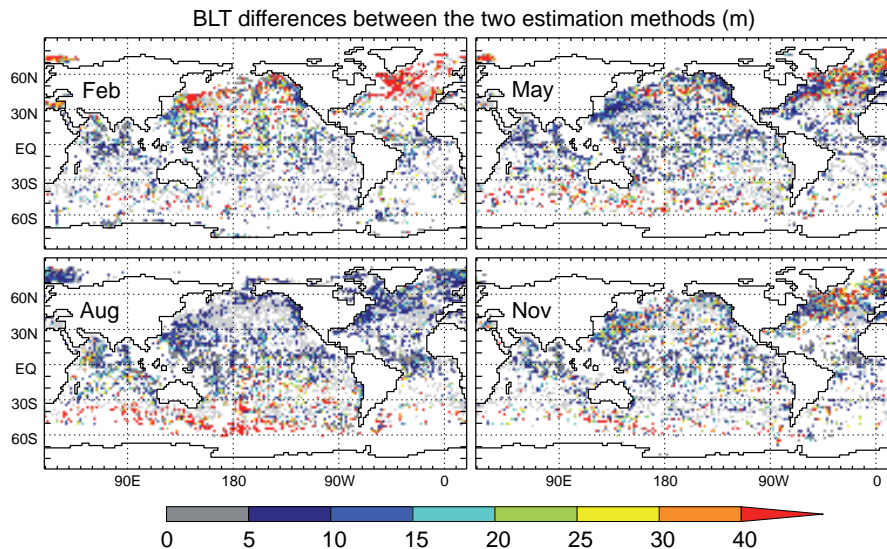 BLT differences between the two estimation methods (m)
60N
30N
EQ
30S
60S
Feb
May
60N
30N
EQ
30S
60S
Aug
Nov
90E 180 90W 0 90E 180 90W 0
0 5 10 15 20 25 30 40